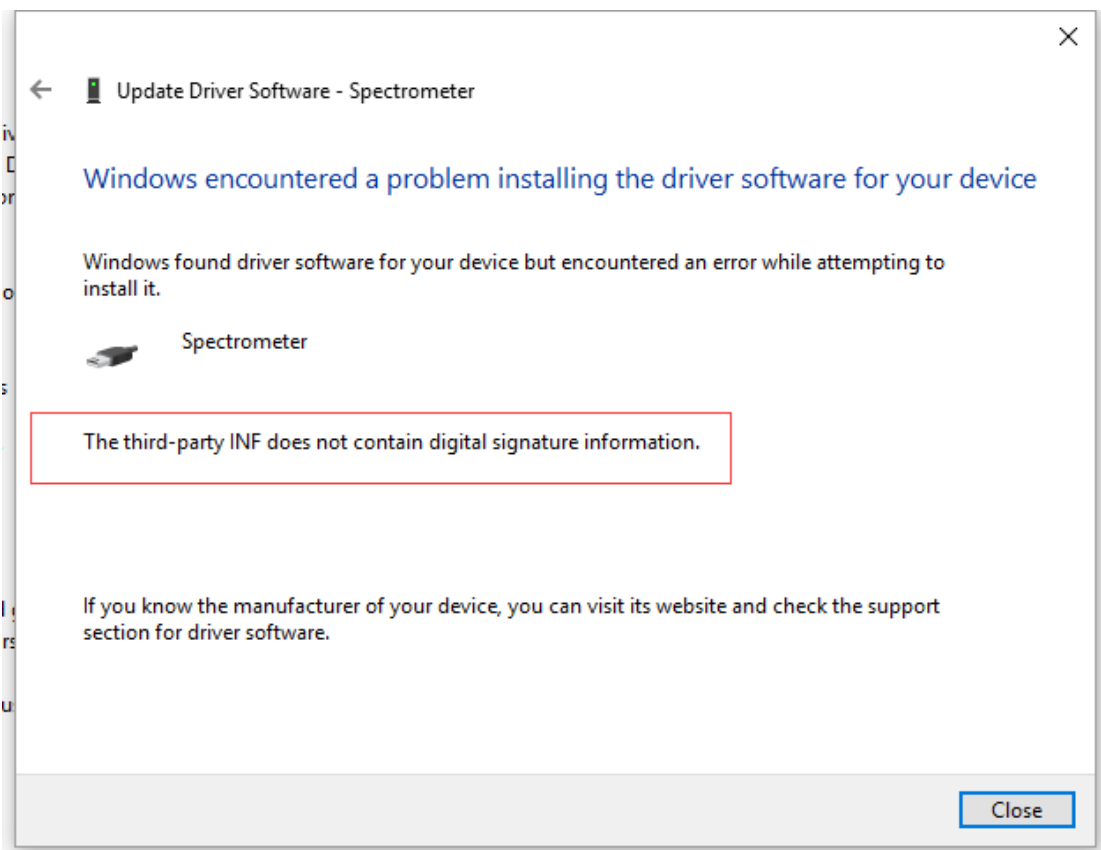 Update Driver Software - Spectrometer
Windows encountered a problem installing the driver software for your device
Windows found driver software for your device but encountered an error while attempting to
install it.
Spectrometer
The third-party INF does not contain digital signature information.
If you know the manufacturer of your device, you can visit its website and check the support
section for driver software.
Close